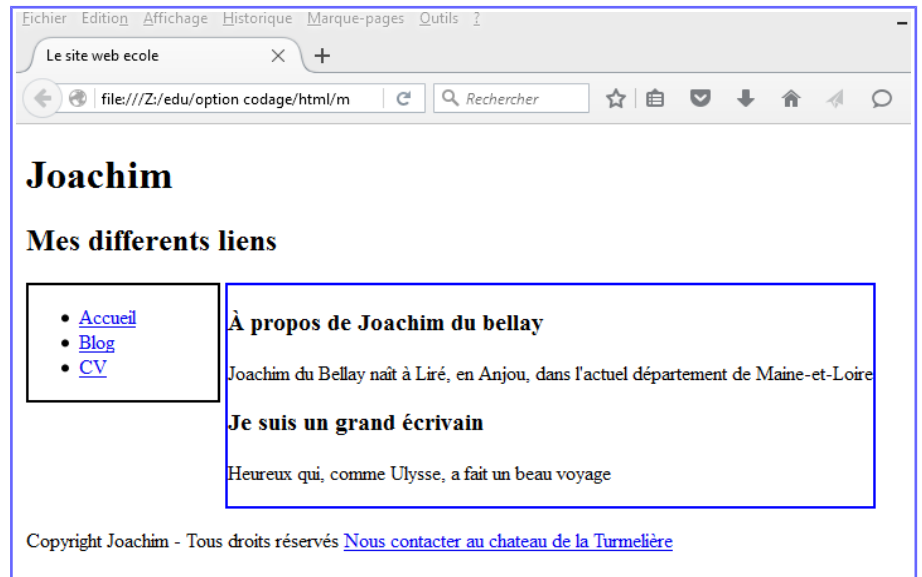 Fichier Edition Affichage Historique Marque-pages Outils ?
Le site web ecole
file:///Z:/edu/option codage/html/m
Rechercher
Joachim
Mes differents liens
Accueil
Blog
CV
À propos de Joachim du bellay
Joachim du Bellay naît à Liré, en Anjou, dans l'actuel département de Maine-et-Loire
Je suis un grand écrivain
Heureux qui, comme Ulysse, a fait un beau voyage
Copyright Joachim - Tous droits réservés Nous contacter au chateau de la Turmelière